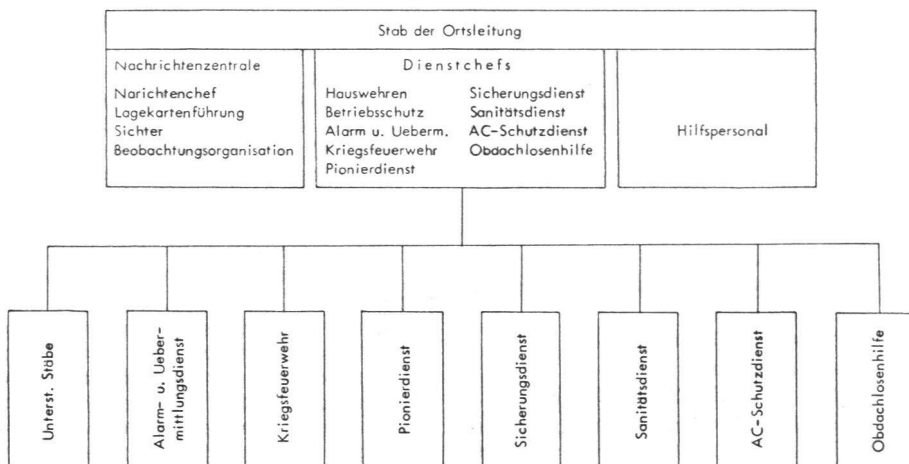 Stab der Ortsleitung
Nachrichtenzentrale
Narichtenchef
Lagekartenführung
Sichter
Beobachtungsorganisation
Dienstchefs
Hauswehren
Betriebsschutz
Alarm u. Ueberm.
Kriegsfeuerwehr
Pionierdienst
Sicherungsdienst
Sanitätsdienst
AC-Schutzdienst
Obdachlosenhilfe
Hilfspersonal
Unterst. Stäbe
Alarm- u. Ueber-
mittlungsdienst
Kriegsfeuerwehr
Pionierdienst
Sicherungsdienst
Sanitätsdienst
AC-Schutzdienst
Obdachlosenhilfe